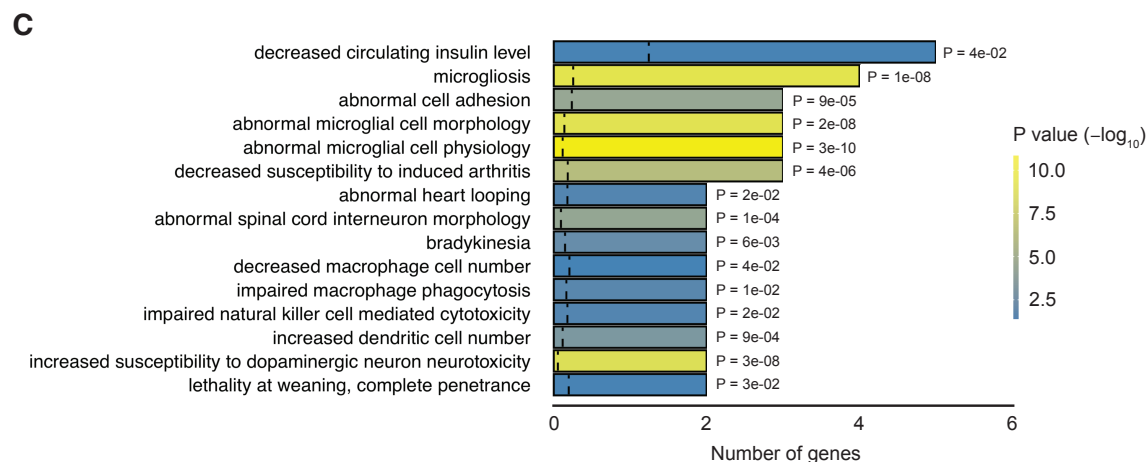 C
decreased circulating insulin level P = 4e-02
microgliosis P = 1e-08
abnormal cell adhesion P = 9e-05
abnormal microglial cell morphology P = 2e-08
abnormal microglial cell physiology P = 3e-10
decreased susceptibility to induced arthritis P = 4e-06
abnormal heart looping P = 2e-02
abnormal spinal cord interneuron morphology P = 1e-04
bradykinesia P = 6e-03
decreased macrophage cell number P = 4e-02
impaired macrophage phagocytosis P = 1e-02
impaired natural killer cell mediated cytotoxicity P = 2e-02
increased dendritic cell number P = 9e-04
increased susceptibility to dopaminergic neuron neurotoxicity P = 3e-08
lethality at weaning, complete penetrance P = 3e-02
0 2 4 6
Number of genes
P value (−log₁₀)
10.0
7.5
5.0
2.5